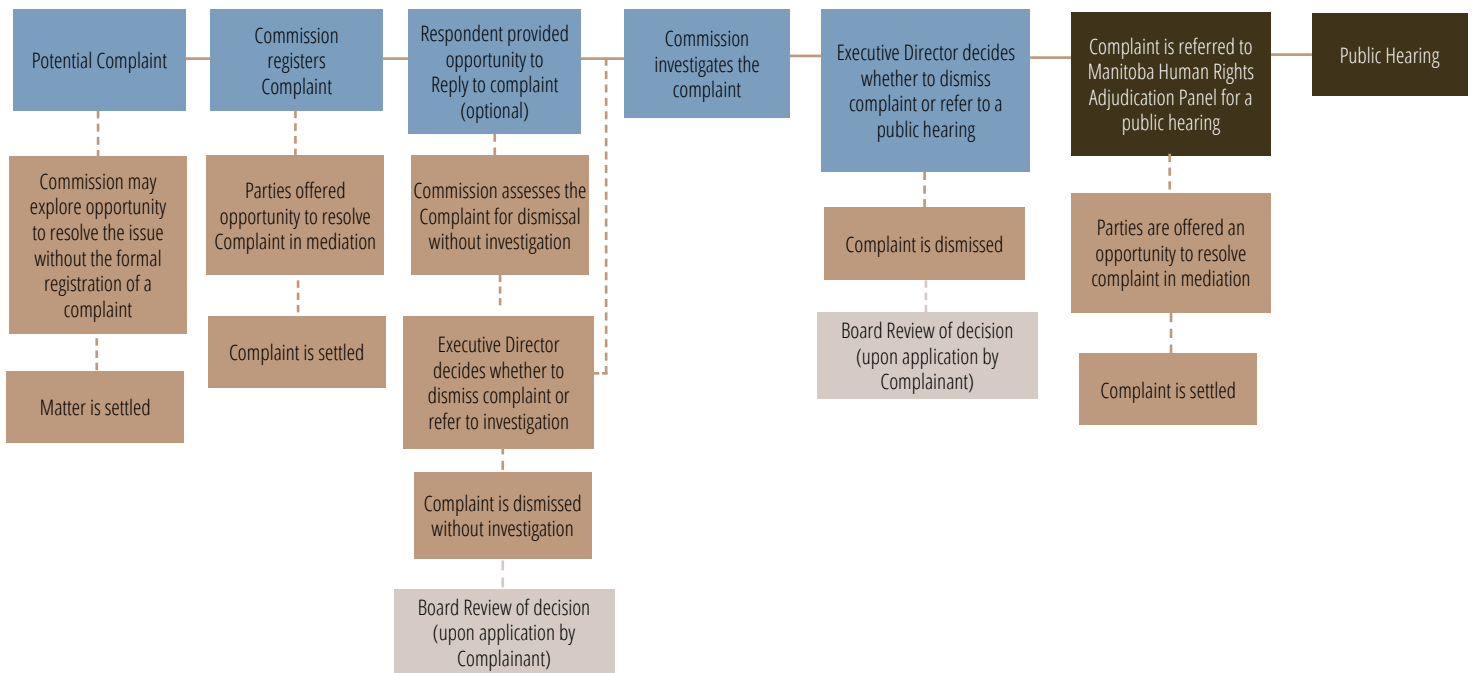 Potential Complaint
Commission
registers
Complaint
Respondent provided
opportunity to
Reply to complaint
(optional)
Commission
investigates the
complaint
Executive Director decides
whether to dismiss
complaint or refer to a
public hearing
Complaint is referred to
Manitoba Human Rights
Adjudication Panel for a
public hearing
Public Hearing
Commission may
explore opportunity
to resolve the issue
without the formal
registration of a
complaint
Matter is settled
Parties offered
opportunity to resolve
Complaint in mediation
Complaint is settled
Commission assesses the
Complaint for dismissal
without investigation
Executive Director
decides whether to
dismiss complaint or
refer to investigation
Complaint is dismissed
without investigation
Board Review of decision
(upon application by
Complainant)
Complaint is dismissed
Board Review of decision
(upon application by
Complainant)
Parties are offered an
opportunity to resolve
complaint in mediation
Complaint is settled